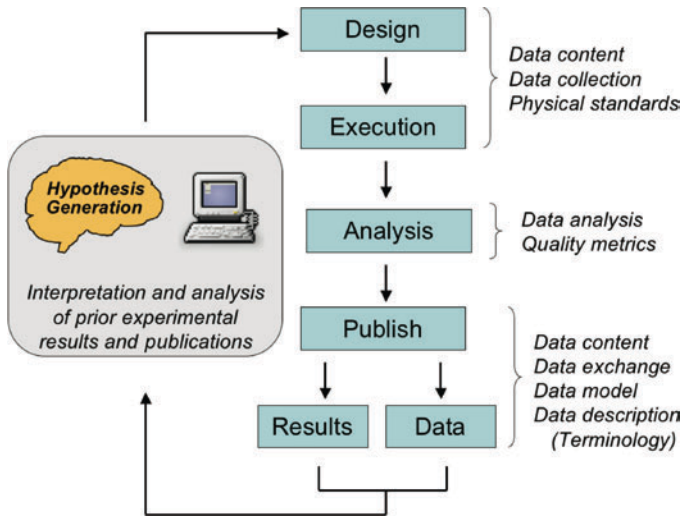 Design
Data content
Data collection
Physical standards
Execution
Hypothesis
Generation
Analysis
Data analysis
Quality metrics
Interpretation and analysis
of prior experimental
results and publications
Publish
Data content
Data exchange
Data model
Data description
(Terminology)
Results
Data